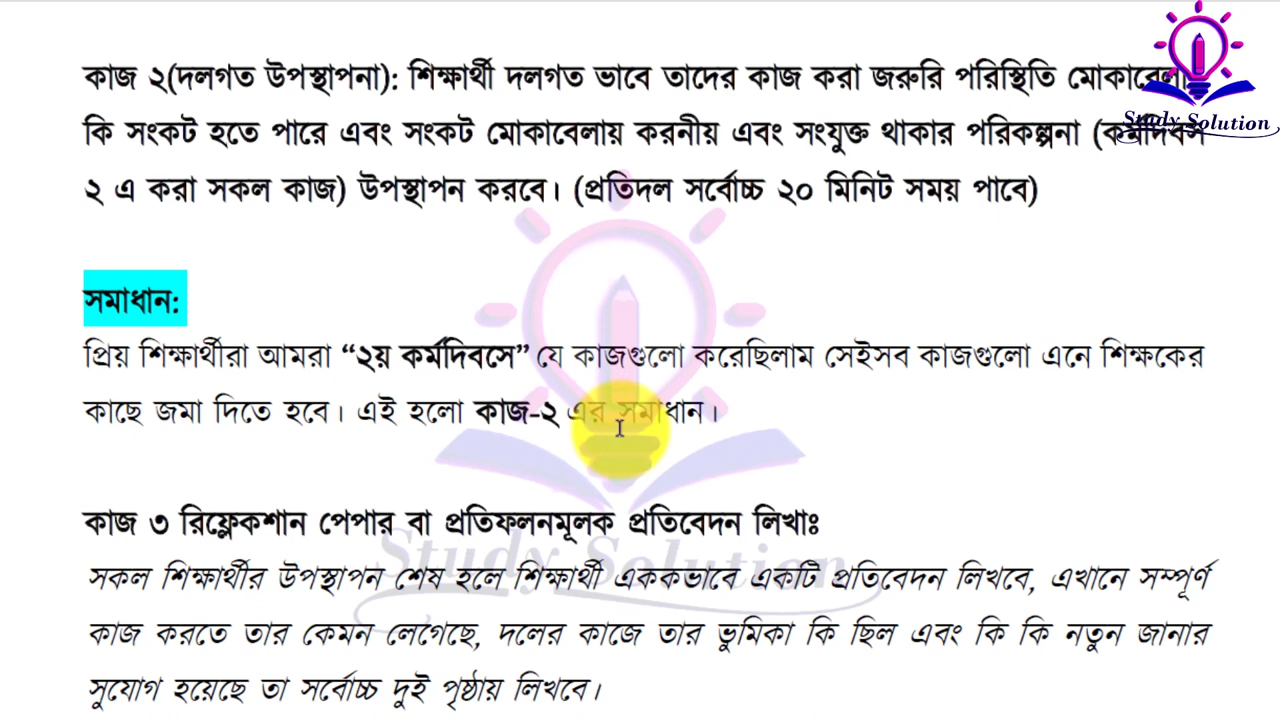 কাজ ২(দলগত উপস্থাপনা): শিক্ষার্থী দলগত ভাবে তাদের কাজ করা জরুরি পরিস্থিতি মোকাবেলা
কি সংকট হতে পারে এবং সংকট মোকাবেলায় করনীয় এবং সংযুক্ত থাকার পরিকল্পনা (কর্মদিবস
২ এ করা সকল কাজ) উপস্থাপন করবে। (প্রতিদল সর্বোচ্চ ২০ মিনিট সময় পাবে)
Study Solution
সমাধান:
প্রিয় শিক্ষার্থীরা আমরা “২য় কর্মদিবসে” যে কাজগুলো করেছিলাম সেইসব কাজগুলো এনে শিক্ষকের
কাছে জমা দিতে হবে। এই হলো কাজ-২ এর সমাধান।
কাজ ৩ রিফ্লেকশান পেপার বা প্রতিফলনমূলক প্রতিবেদন লিখাঃ
Study Solution
সকল শিক্ষার্থীর উপস্থাপন শেষ হলে শিক্ষার্থী এককভাবে একটি প্রতিবেদন লিখবে, এখানে সম্পূর্ণ
কাজ করতে তার কেমন লেগেছে, দলের কাজে তার ভুমিকা কি ছিল এবং কি কি নতুন জানার
সুযোগ হয়েছে তা সর্বোচ্চ দুই পৃষ্ঠায় লিখবে।